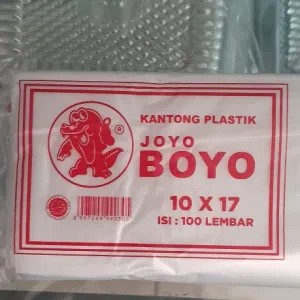 KANTONG PLASTIK
JOYO
BOYO
10 X 17
ISI : 100 LEMBAR
®